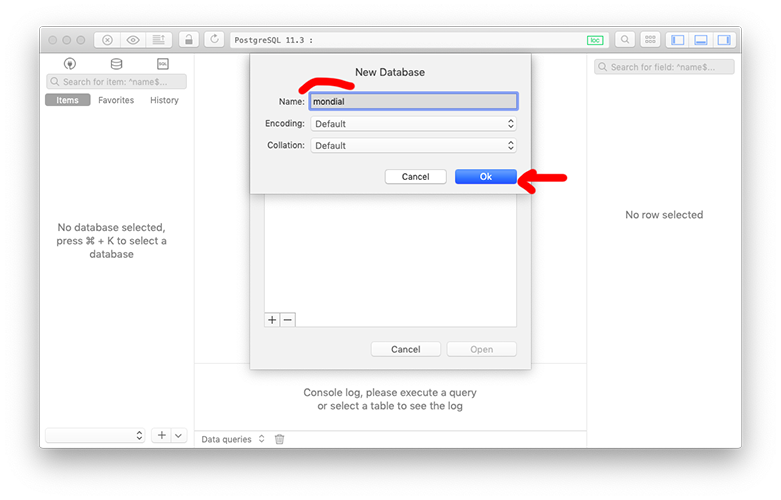 PostgreSQL 11.3 :
loc
SQL
Search for item: ^name$...
Items Favorites History
No database selected,
press ⌘ + K to select a
database
New Database
Name: mondial
Encoding: Default
Collation: Default
Cancel Ok
+ −
Cancel Open
Console log, please execute a query
or select a table to see the log
+
Data queries
Search for field: ^name$...
No row selected